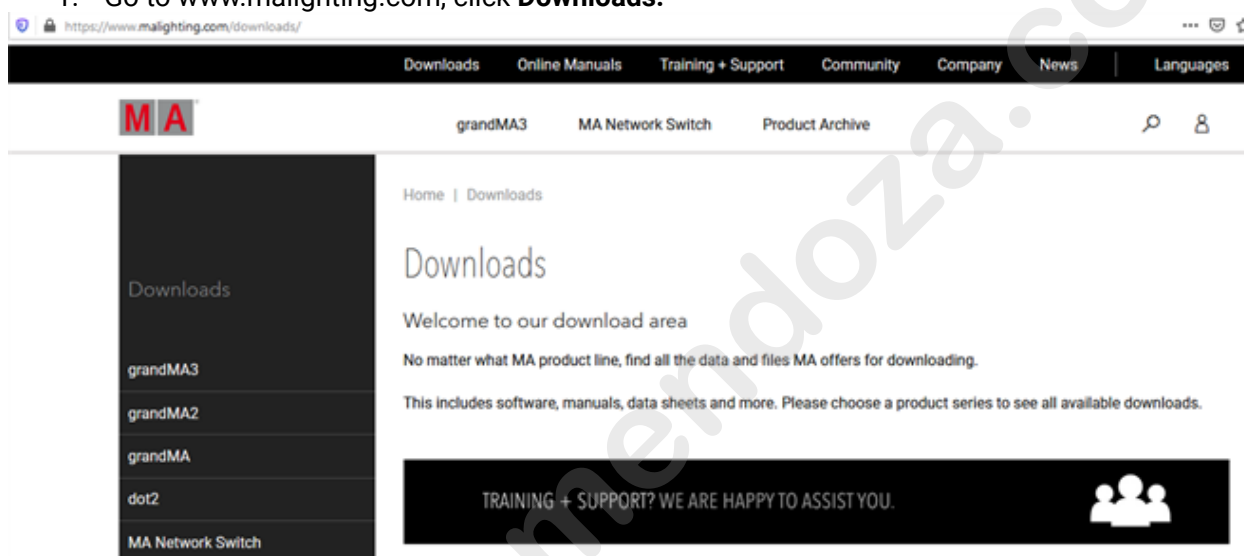 1. Go to www.malighting.com, click Downloads.
https://www.malighting.com/downloads/
Downloads Online Manuals Training + Support Community Company News Languages
MA
grandMA3 MA Network Switch Product Archive
Home | Downloads
Downloads
Welcome to our download area
No matter what MA product line, find all the data and files MA offers for downloading.
This includes software, manuals, data sheets and more. Please choose a product series to see all available downloads.
TRAINING + SUPPORT? WE ARE HAPPY TO ASSIST YOU.
Downloads
grandMA3
grandMA2
grandMA
dot2
MA Network Switch
mendoza.co